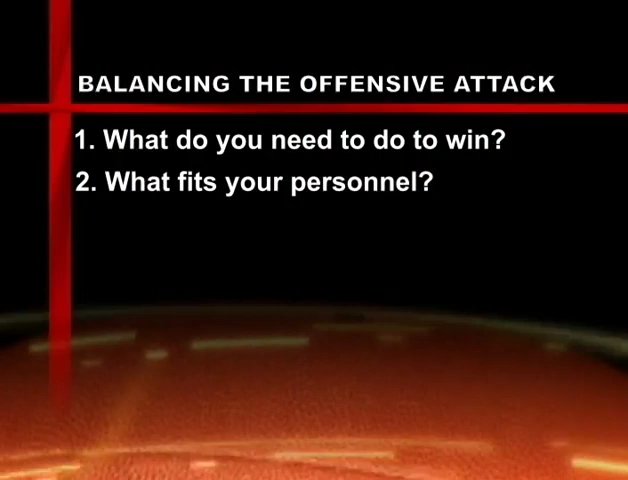 BALANCING THE OFFENSIVE ATTACK
1. What do you need to do to win?
2. What fits your personnel?